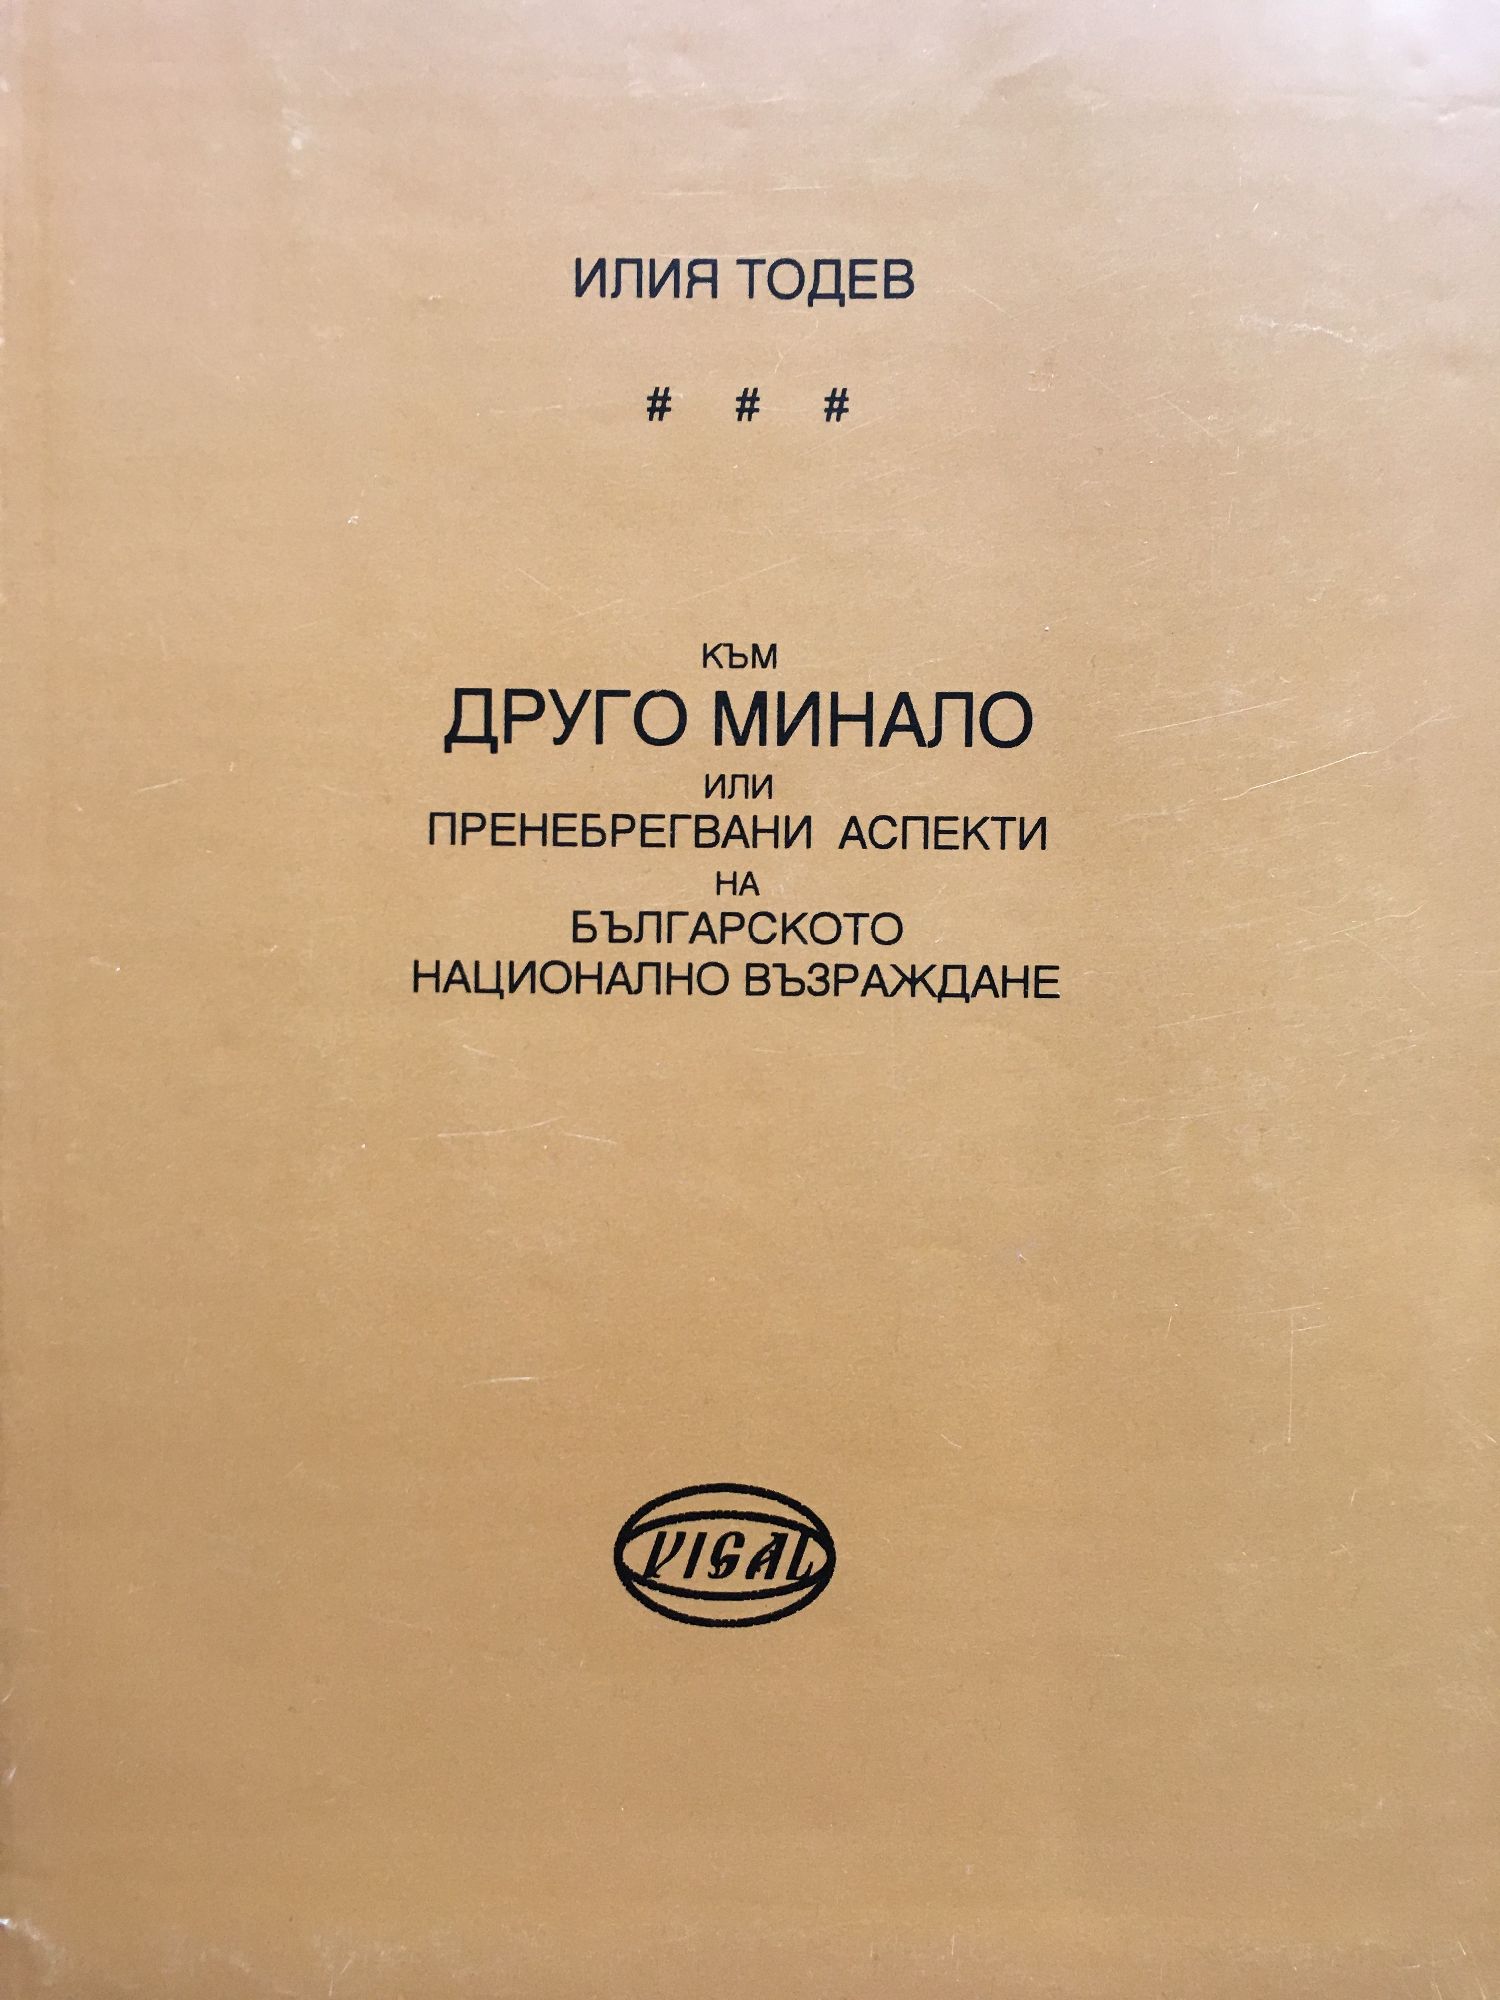 ИЛИЯ ТОДЕВ
# # #
КЪМ
ДРУГО МИНАЛО
ИЛИ
ПРЕНЕБРЕГВАНИ АСПЕКТИ
НА
БЪЛГАРСКОТО
НАЦИОНАЛНО ВЪЗРАЖДАНЕ
VIGAL